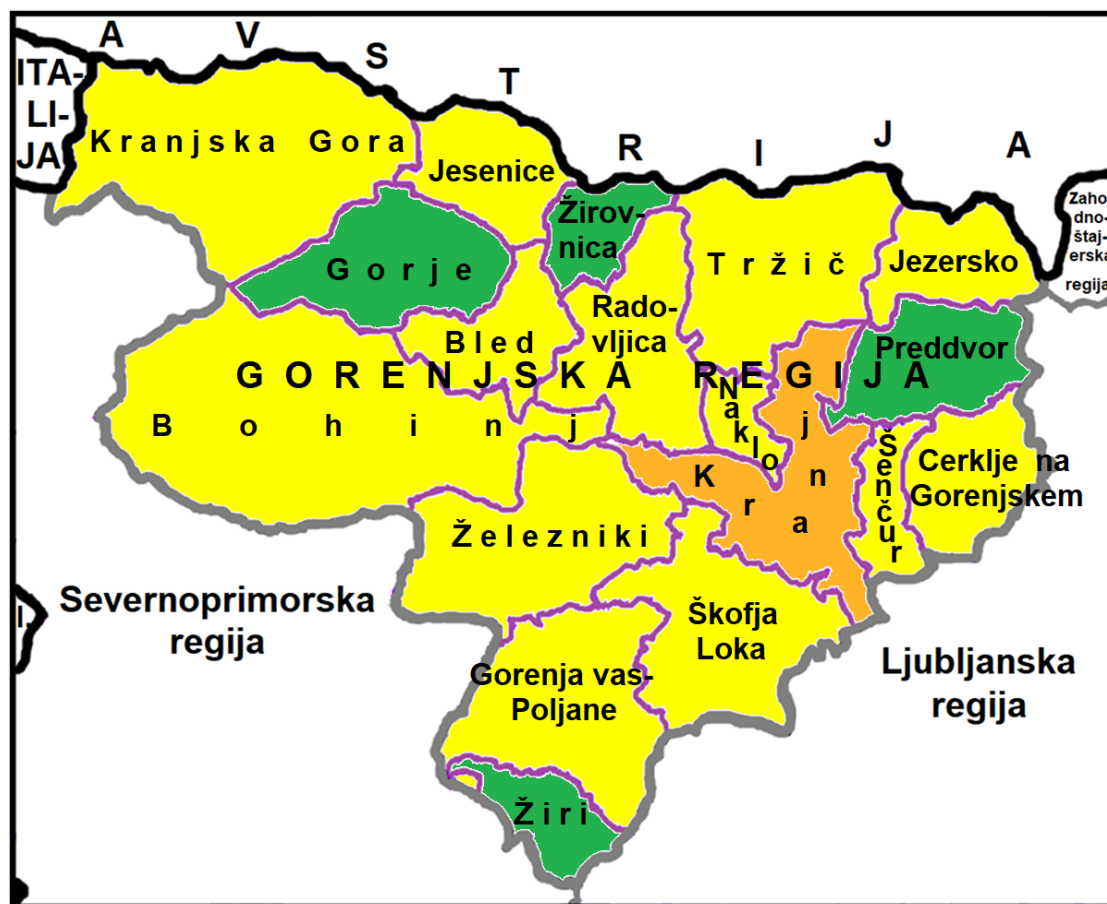 AVSTRIJA
ITA-
LI-
JA
Kranjska Gora
Jesenice
Žirov-
nica
Gorje
Tržič
Jezersko
Zaho
dno-
štaj-
erska
regija
Rado-
vljica
Bled
Preddvor
GORENJSKA REGIJA
Naklo
Bohinj
Kranj
Šenčur
Cerklje na
Gorenjskem
Železniki
I.
Severnoprimorska
regija
Škofja
Loka
Ljubljanska
regija
Gorenja vas-
Poljane
Žiri